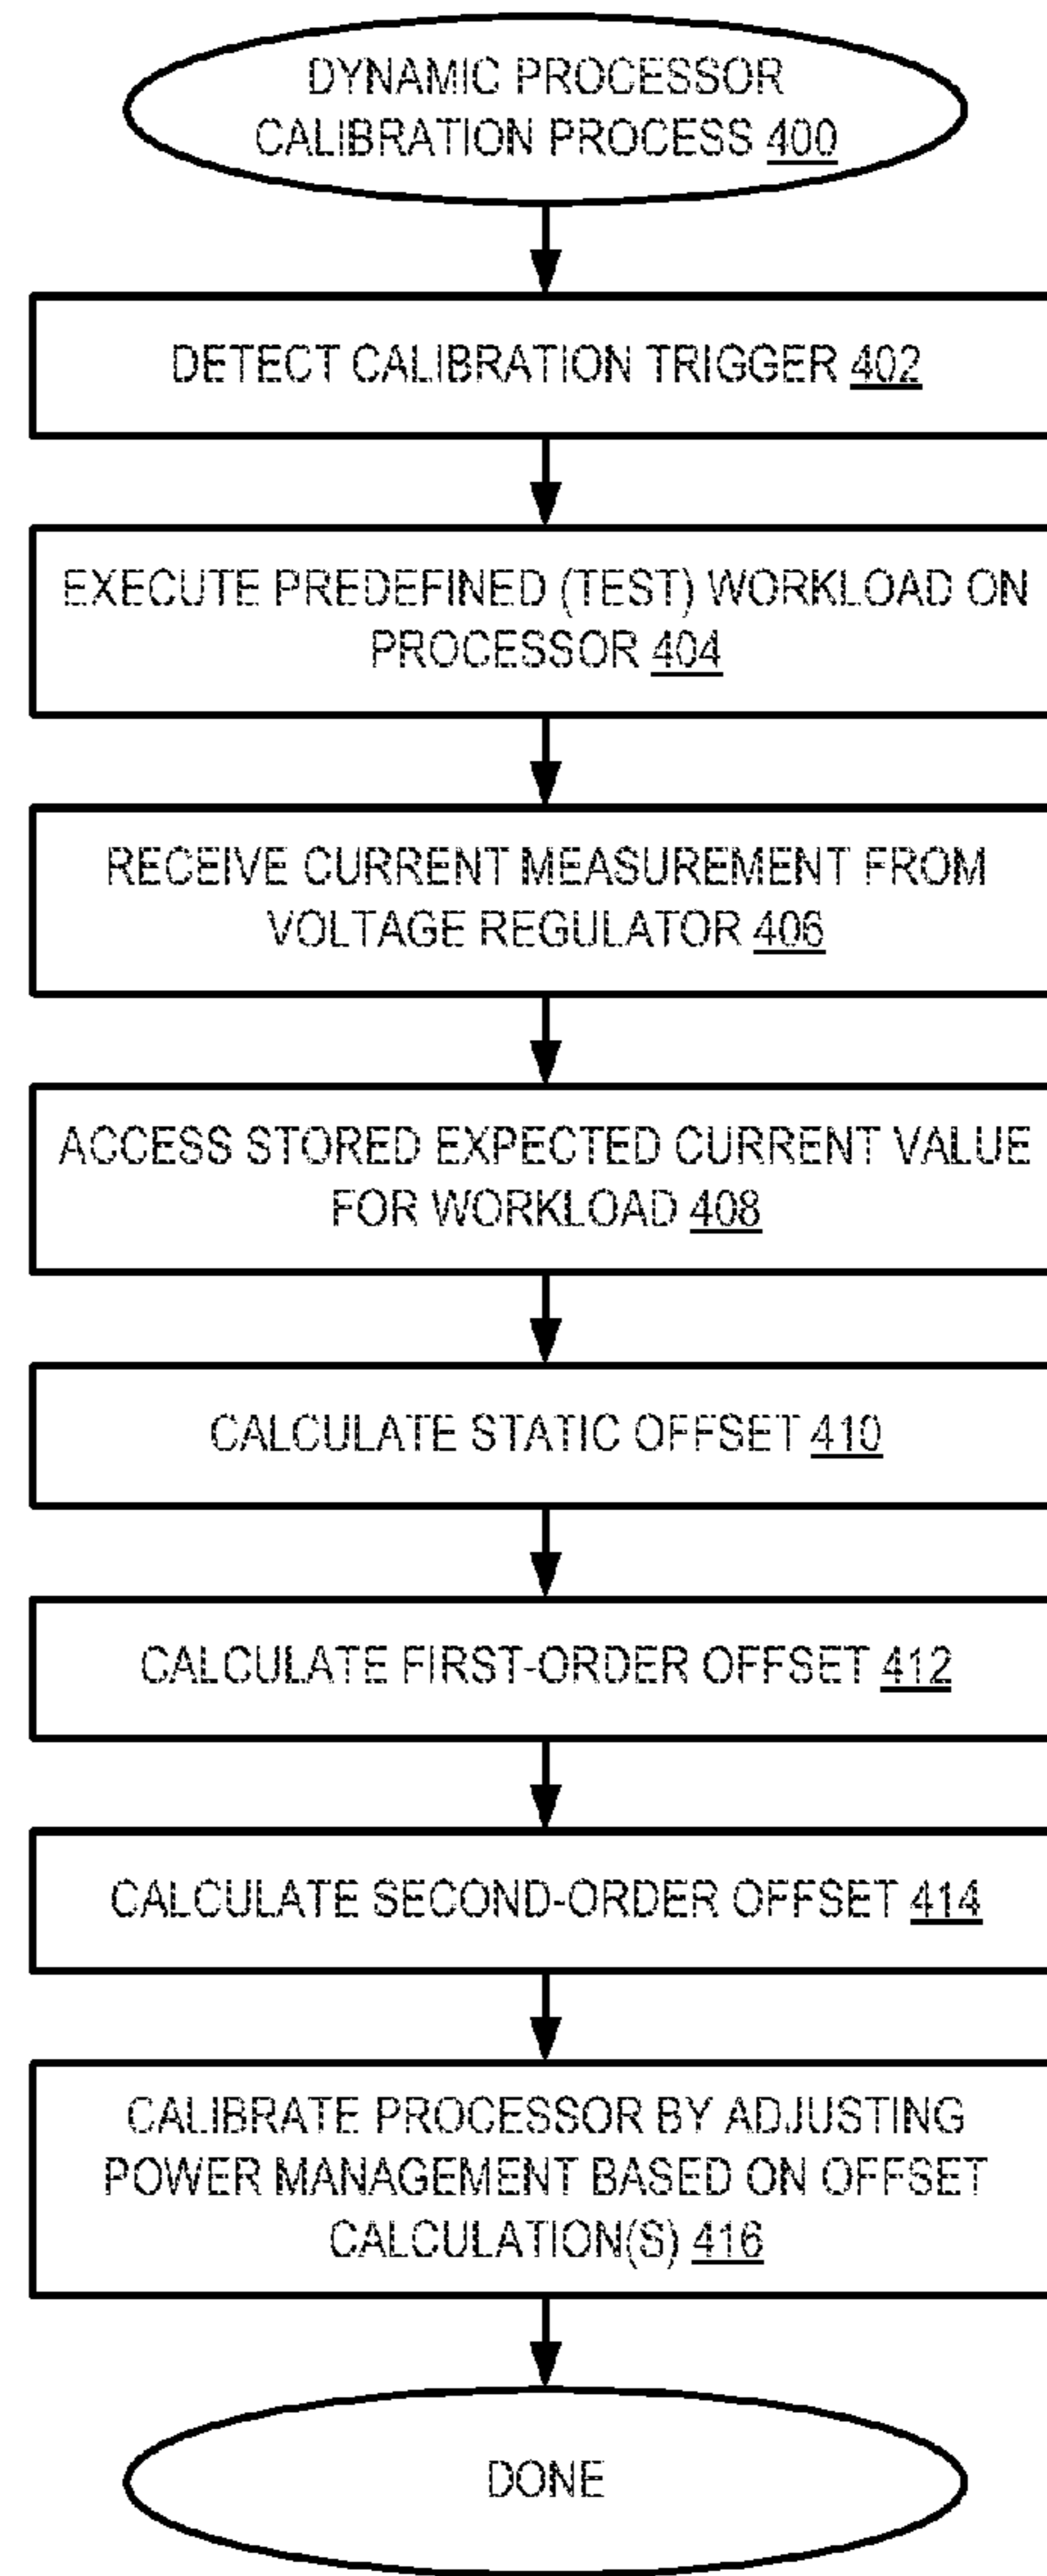 DYNAMIC PROCESSOR
CALIBRATION PROCESS 400
DETECT CALIBRATION TRIGGER 402
EXECUTE PREDEFINED (TEST) WORKLOAD ON
PROCESSOR 404
RECEIVE CURRENT MEASUREMENT FROM
VOLTAGE REGULATOR 406
ACCESS STORED EXPECTED CURRENT VALUE
FOR WORKLOAD 408
CALCULATE STATIC OFFSET 410
CALCULATE FIRST-ORDER OFFSET 412
CALCULATE SECOND-ORDER OFFSET 414
CALIBRATE PROCESSOR BY ADJUSTING
POWER MANAGEMENT BASED ON OFFSET
CALCULATION(S) 416
DONE